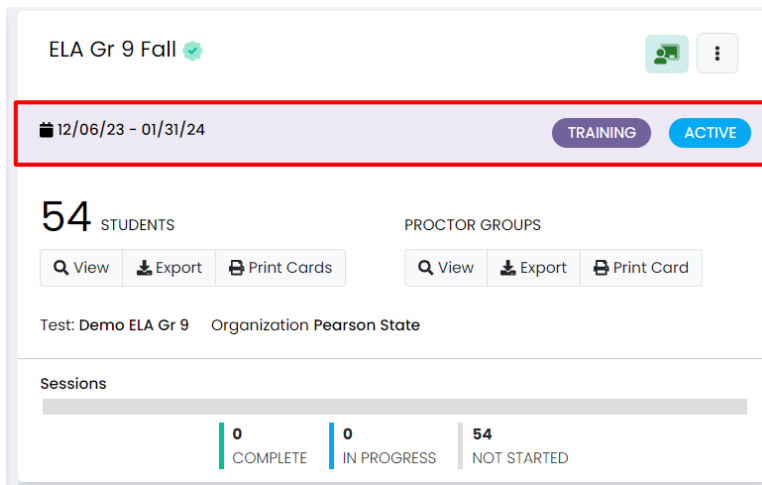 ELA Gr 9 Fall
12/06/23 - 01/31/24 TRAINING ACTIVE
54 STUDENTS PROCTOR GROUPS
View Export Print Cards View Export Print Card
Test: Demo ELA Gr 9 Organization Pearson State
Sessions
0 0 54
COMPLETE IN PROGRESS NOT STARTED